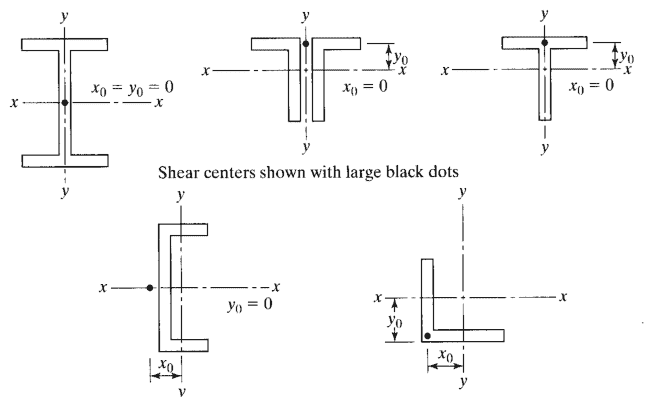 y
y
y
x
x₀ = y₀ = 0
x
y
x
y₀
x
x₀ = 0
y
x
y₀
x
x₀ = 0
y
Shear centers shown with large black dots
y
y
x
x
y₀ = 0
x₀
y
x
x
y₀
x₀
y